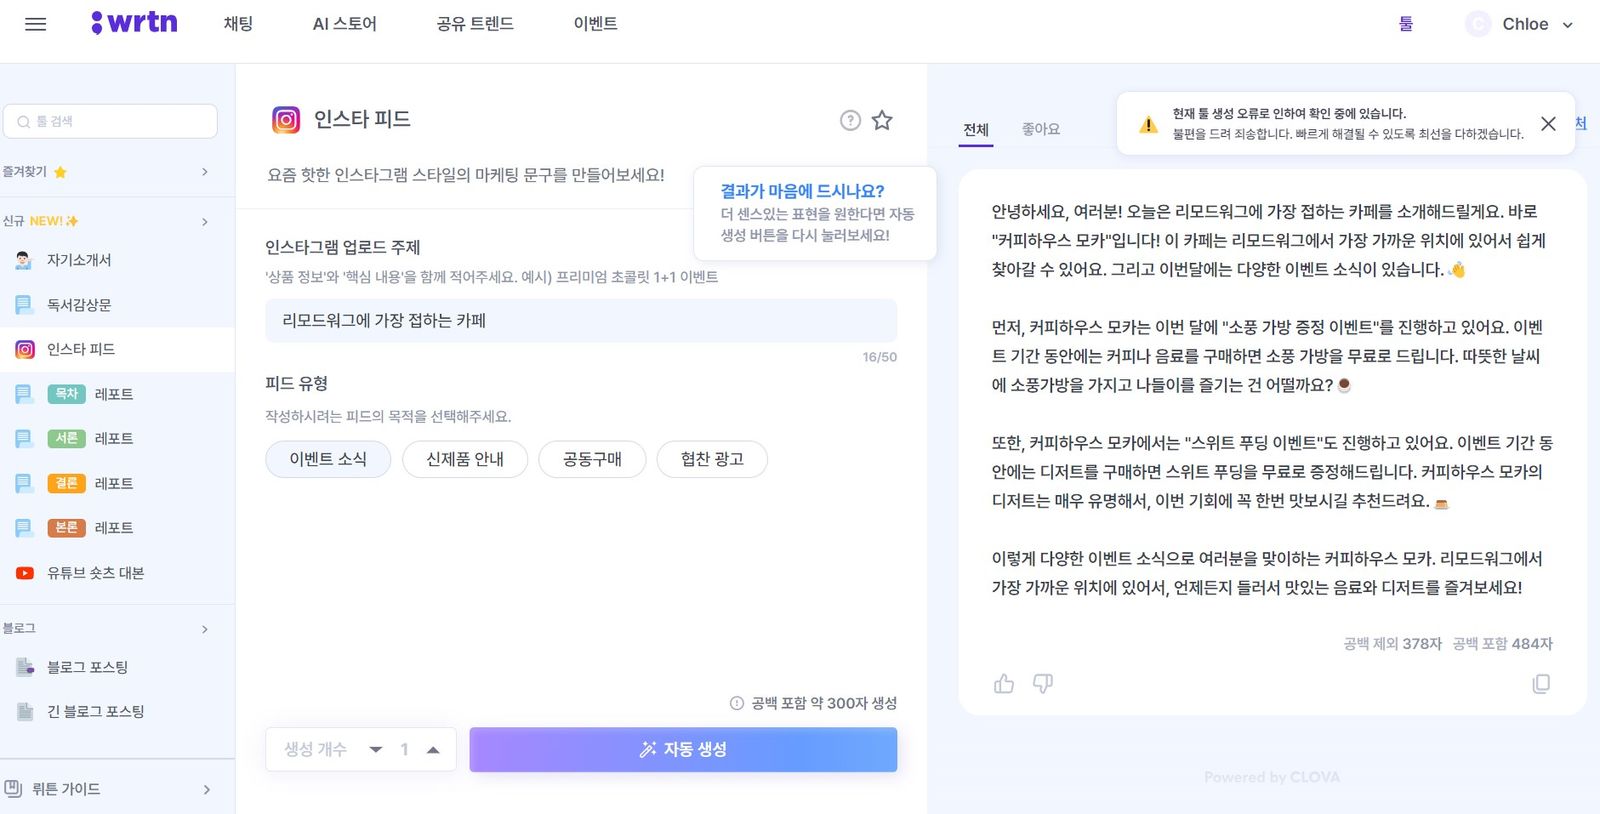 wrtn
채팅
AI 스토어
공유 트렌드
이벤트
툴
C
Chloe
툴 검색
즐겨찾기
신규 NEW!
자기소개서
독서감상문
인스타 피드
목차 레포트
서론 레포트
결론 레포트
본론 레포트
유튜브 숏츠 대본
블로그
블로그 포스팅
긴 블로그 포스팅
뤼튼 가이드
인스타 피드
요즘 핫한 인스타그램 스타일의 마케팅 문구를 만들어보세요!
결과가 마음에 드시나요?
더 센스있는 표현을 원한다면 자동
생성 버튼을 다시 눌러보세요!
인스타그램 업로드 주제
'상품 정보'와 '핵심 내용'을 함께 적어주세요. 예시) 프리미엄 초콜릿 1+1 이벤트
리모드워그에 가장 접하는 카페
16/50
피드 유형
작성하시려는 피드의 목적을 선택해주세요.
이벤트 소식
신제품 안내
공동구매
협찬 광고
공백 포함 약 300자 생성
생성 개수
1
자동 생성
전체
좋아요
현재 툴 생성 오류로 인하여 확인 중에 있습니다.
불편을 드려 죄송합니다. 빠르게 해결될 수 있도록 최선을 다하겠습니다.
처
안녕하세요, 여러분! 오늘은 리모드워그에 가장 접하는 카페를 소개해드릴게요. 바로
"커피하우스 모카"입니다! 이 카페는 리모드워그에서 가장 가까운 위치에 있어서 쉽게
찾아갈 수 있어요. 그리고 이번달에는 다양한 이벤트 소식이 있습니다.👋
먼저, 커피하우스 모카는 이번 달에 "소풍 가방 증정 이벤트"를 진행하고 있어요. 이벤
트 기간 동안에는 커피나 음료를 구매하면 소풍 가방을 무료로 드립니다. 따뜻한 날씨
에 소풍가방을 가지고 나들이를 즐기는 건 어떨까요?☕
또한, 커피하우스 모카에서는 "스위트 푸딩 이벤트"도 진행하고 있어요. 이벤트 기간 동
안에는 디저트를 구매하면 스위트 푸딩을 무료로 증정해드립니다. 커피하우스 모카의
디저트는 매우 유명해서, 이번 기회에 꼭 한번 맛보시길 추천드려요.🍮
이렇게 다양한 이벤트 소식으로 여러분을 맞이하는 커피하우스 모카. 리모드워그에서
가장 가까운 위치에 있어서, 언제든지 들러서 맛있는 음료와 디저트를 즐겨보세요!
공백 제외 378자 공백 포함 484자
Powered by CLOVA